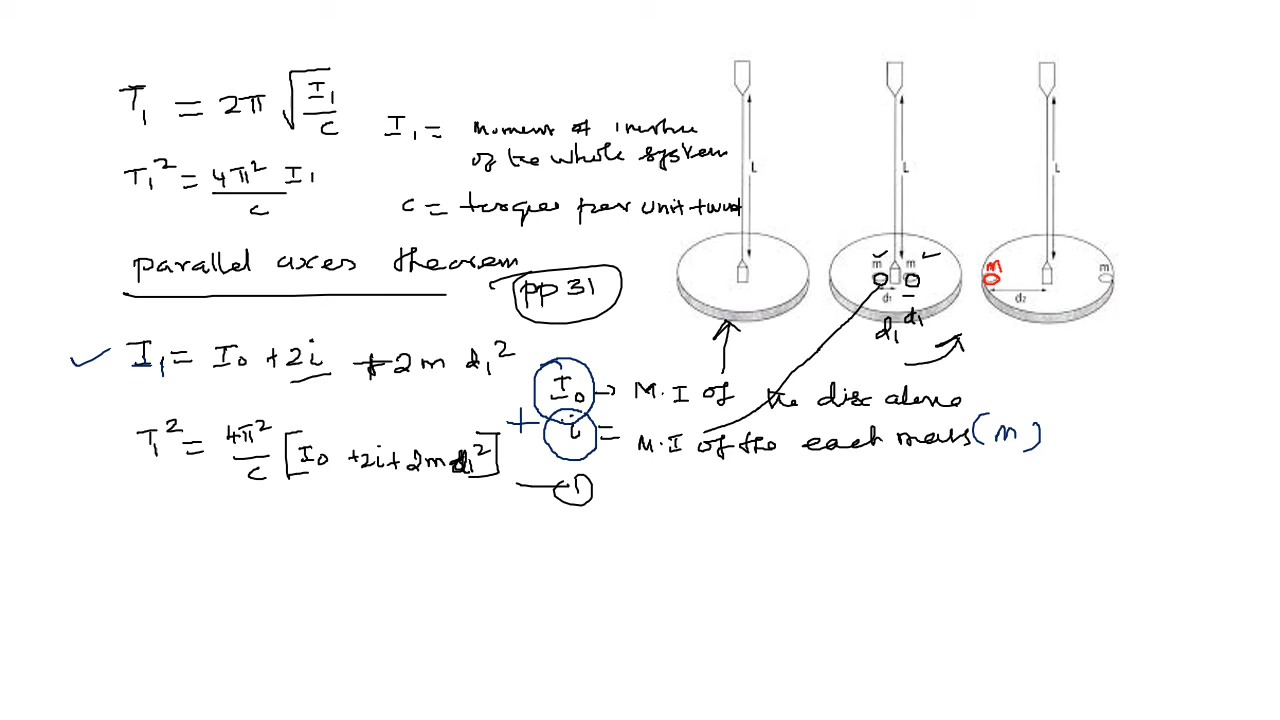 T₁ = 2π √(I₁/C)
I₁ = Moment of inertia of the whole system
T₁² = 4π²/C I₁
C = torque per unit twist
parallel axes theorem
pp 31
I₁ = I₀ + 2i + 2m d₁²
I₀ → M.I of the disc alone
+
i = M.I of the each mass (m)
T₁² = 4π²/C [I₀ + 2i + 2m d₁²]
①
L
L
L
m m
d₁
d₁ d₁
m m
d₂